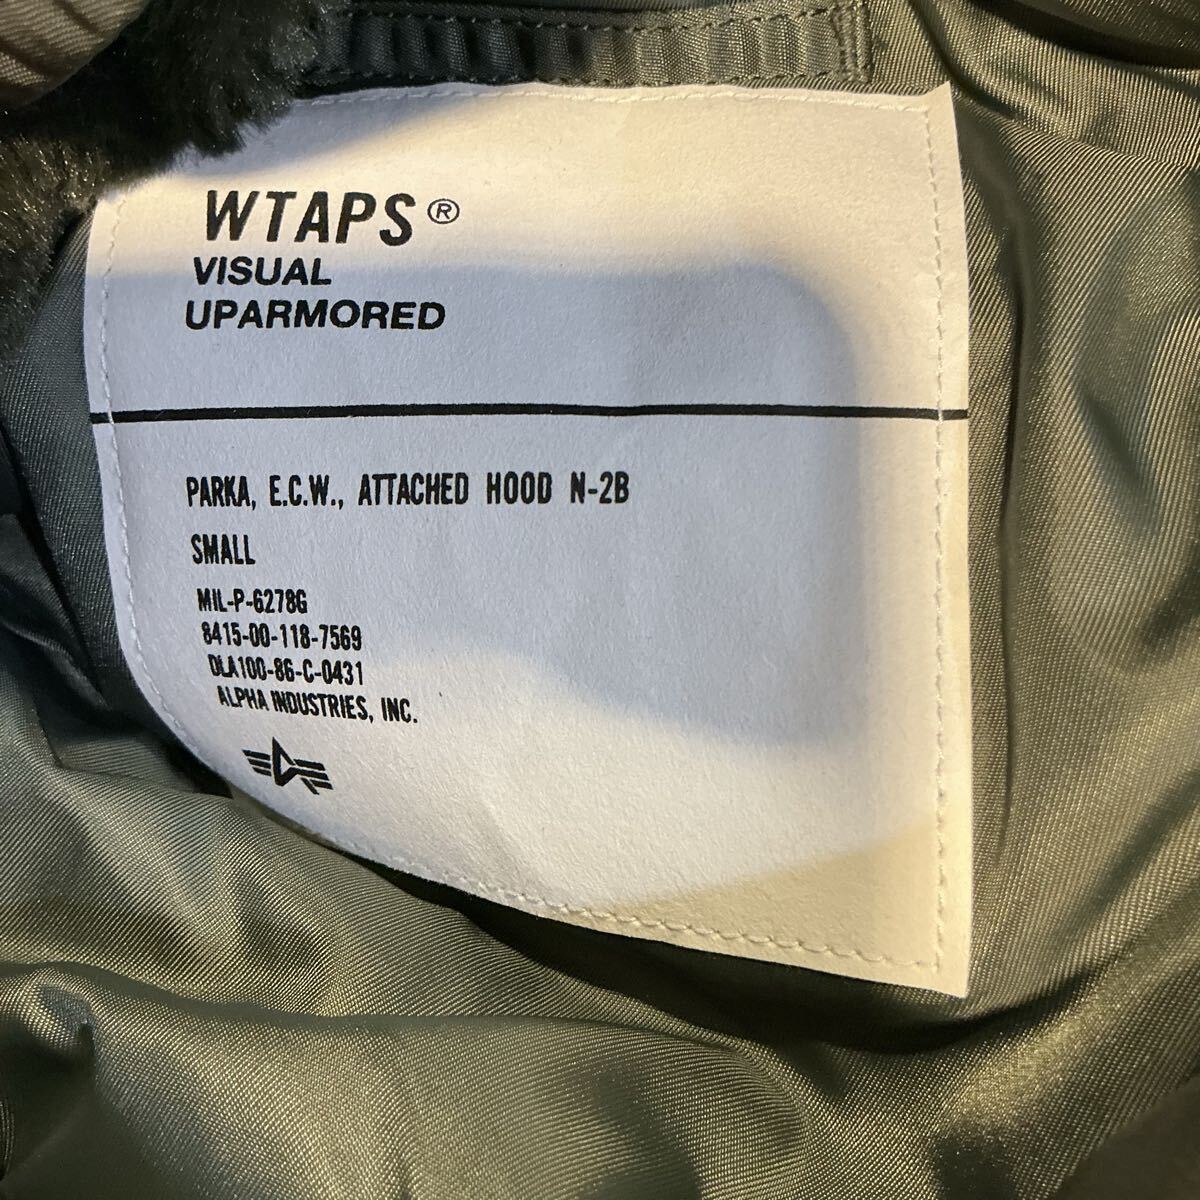 WTAPS®
VISUAL
UPARMORED
PARKA, E.C.W., ATTACHED HOOD N-2B
SMALL
MIL-P-6278G
8415-00-118-7569
DLA100-86-C-0431
ALPHA INDUSTRIES, INC.